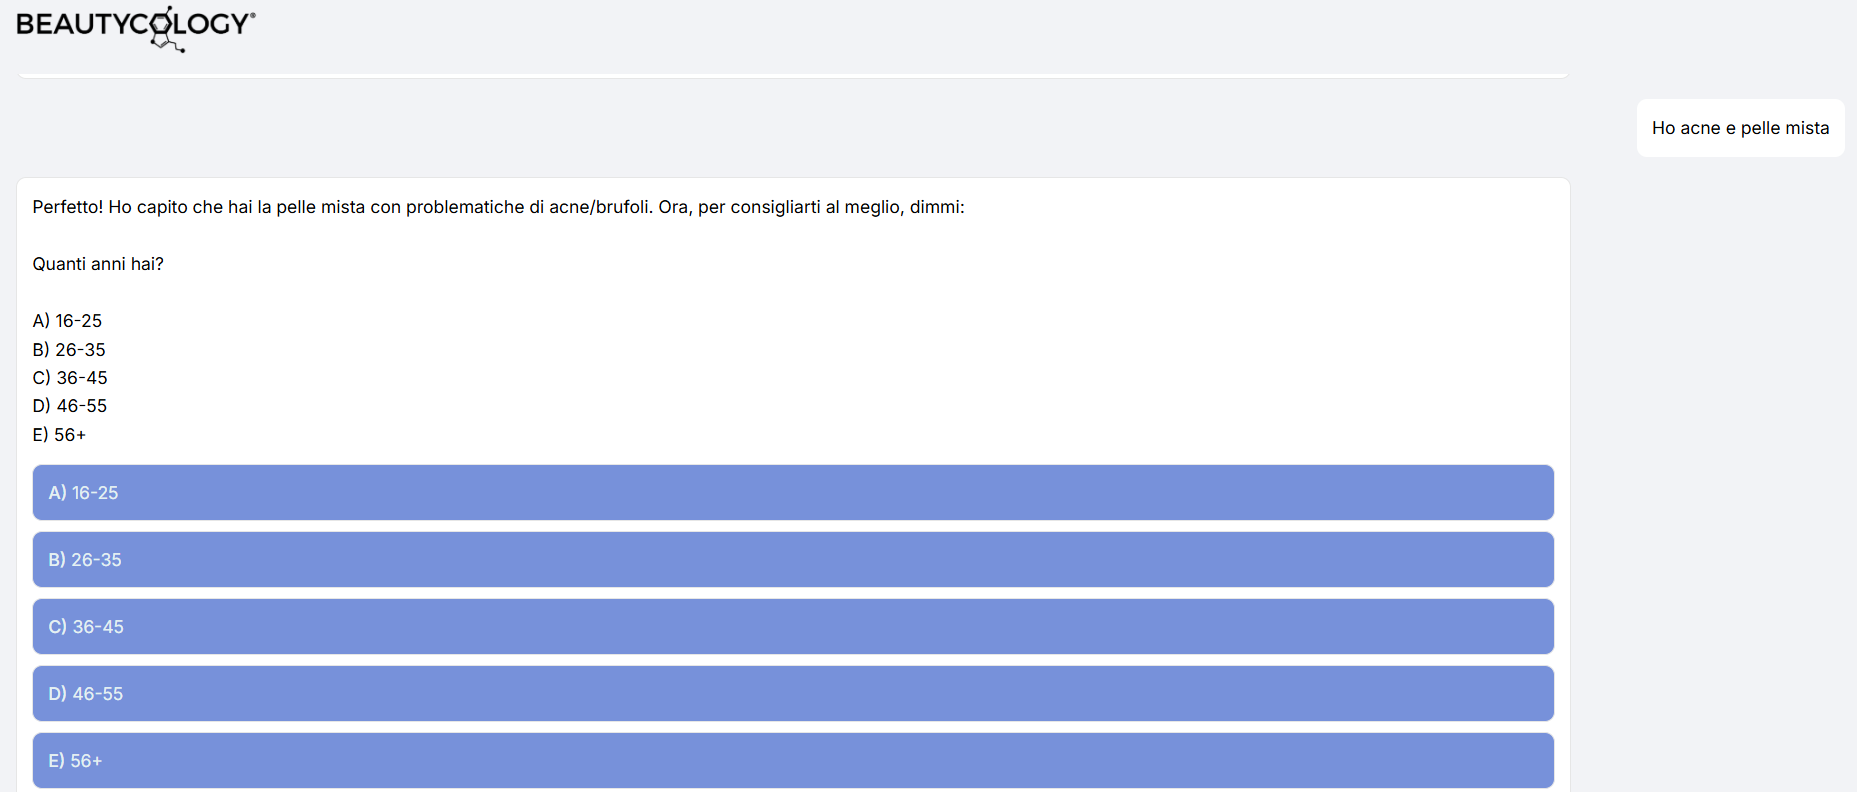 BEAUTYCOLOGY®
Ho acne e pelle mista
Perfetto! Ho capito che hai la pelle mista con problematiche di acne/brufoli. Ora, per consigliarti al meglio, dimmi:
Quanti anni hai?
A) 16-25
B) 26-35
C) 36-45
D) 46-55
E) 56+
A) 16-25
B) 26-35
C) 36-45
D) 46-55
E) 56+